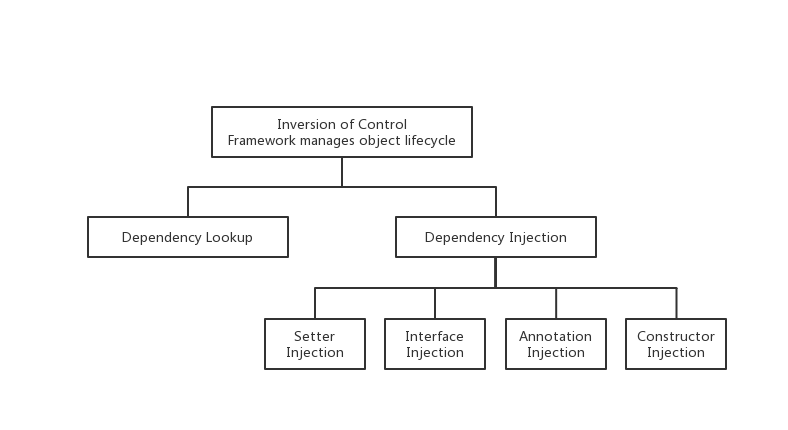 Inversion of Control
Framework manages object lifecycle
Dependency Lookup
Dependency Injection
Setter
Injection
Interface
Injection
Annotation
Injection
Constructor
Injection